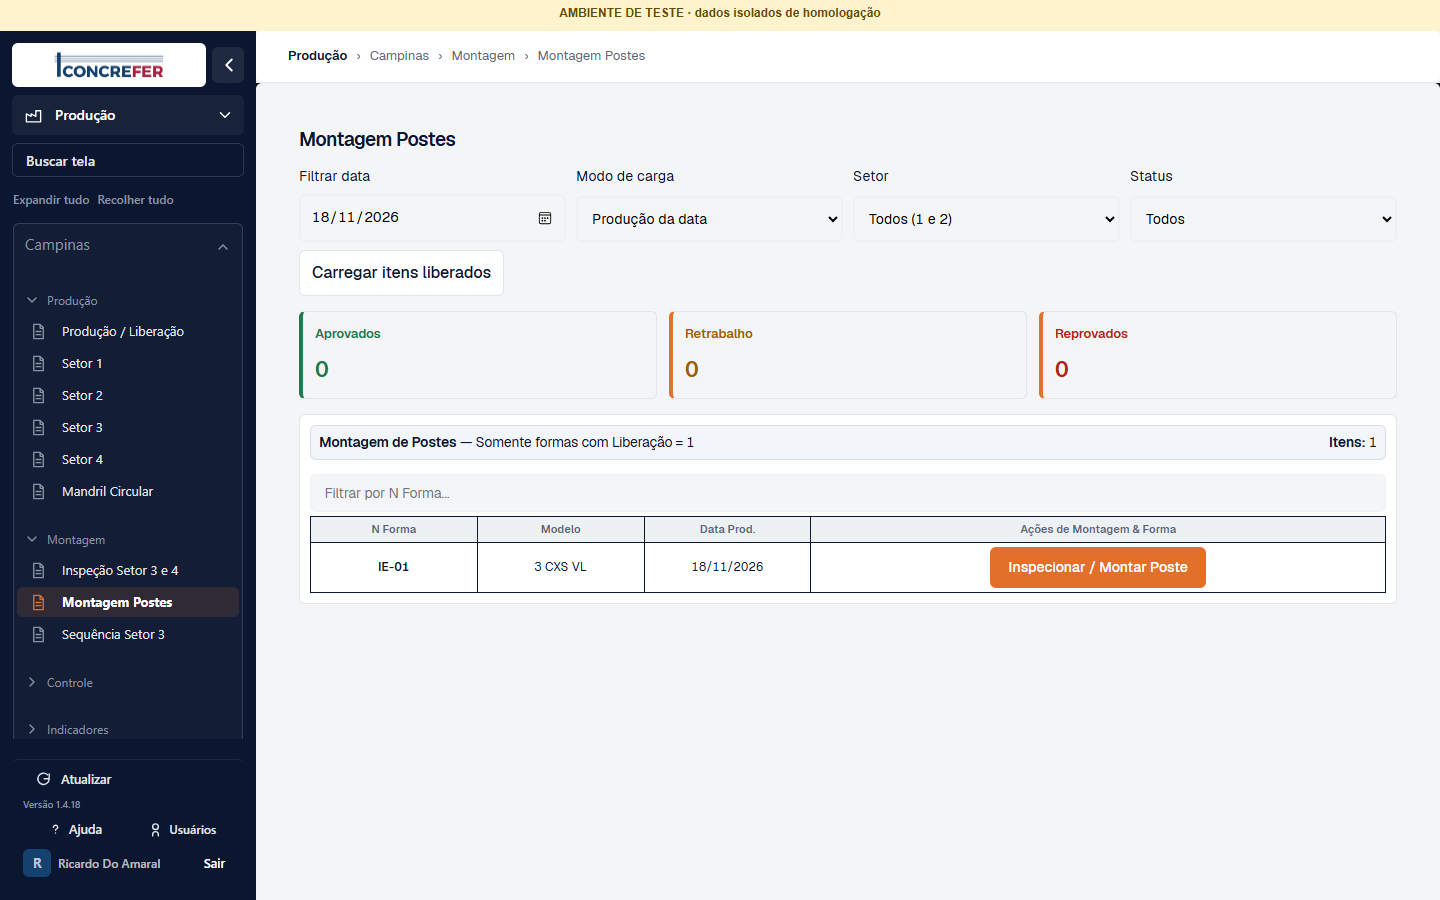 AMBIENTE DE TESTE · dados isolados de homologação
CONCREFER
Produção
Buscar tela
Expandir tudo Recolher tudo
Campinas
Produção
Produção / Liberação
Setor 1
Setor 2
Setor 3
Setor 4
Mandril Circular
Montagem
Inspeção Setor 3 e 4
Montagem Postes
Sequência Setor 3
Controle
Indicadores
Atualizar
Versão 1.4.18
? Ajuda Usuários
R Ricardo Do Amaral Sair
Produção › Campinas › Montagem › Montagem Postes
Montagem Postes
Filtrar data Modo de carga Setor Status
18/11/2026 Produção da data Todos (1 e 2) Todos
Carregar itens liberados
Aprovados Retrabalho Reprovados
0 0 0
Montagem de Postes — Somente formas com Liberação = 1 Itens: 1
Filtrar por N Forma...
N Forma Modelo Data Prod. Ações de Montagem & Forma
IE-01 3 CXS VL 18/11/2026 Inspecionar / Montar Poste